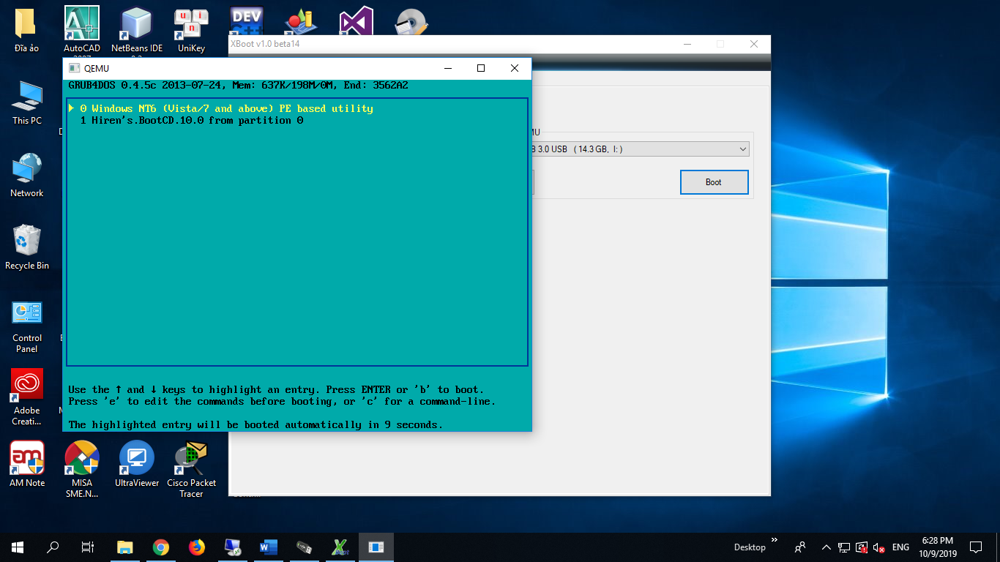 Đĩa ảo
AutoCAD
2007
NetBeans IDE
UniKey
u i
n
DEV
XBoot v1.0 beta14
QEMU
GRUB4DOS 0.4.5c 2013-07-24, Mem: 637K/198M/0M, End: 3562A2
0 Windows NT6 (Vista/7 and above) PE based utility
1 Hiren's.BootCD.10.0 from partition 0
Use the ↑ and ↓ keys to highlight an entry. Press ENTER or 'b' to boot.
Press 'e' to edit the commands before booting, or 'c' for a command-line.
The highlighted entry will be booted automatically in 9 seconds.
MU
B 3.0 USB ( 14.3 GB, I: )
Boot
This PC
Network
Recycle Bin
Control
Panel
Adobe
Creati...
am
AM Note
MISA
SME.N...
UltraViewer
Cisco Packet
Tracer
Desktop
ENG
6:28 PM
10/9/2019